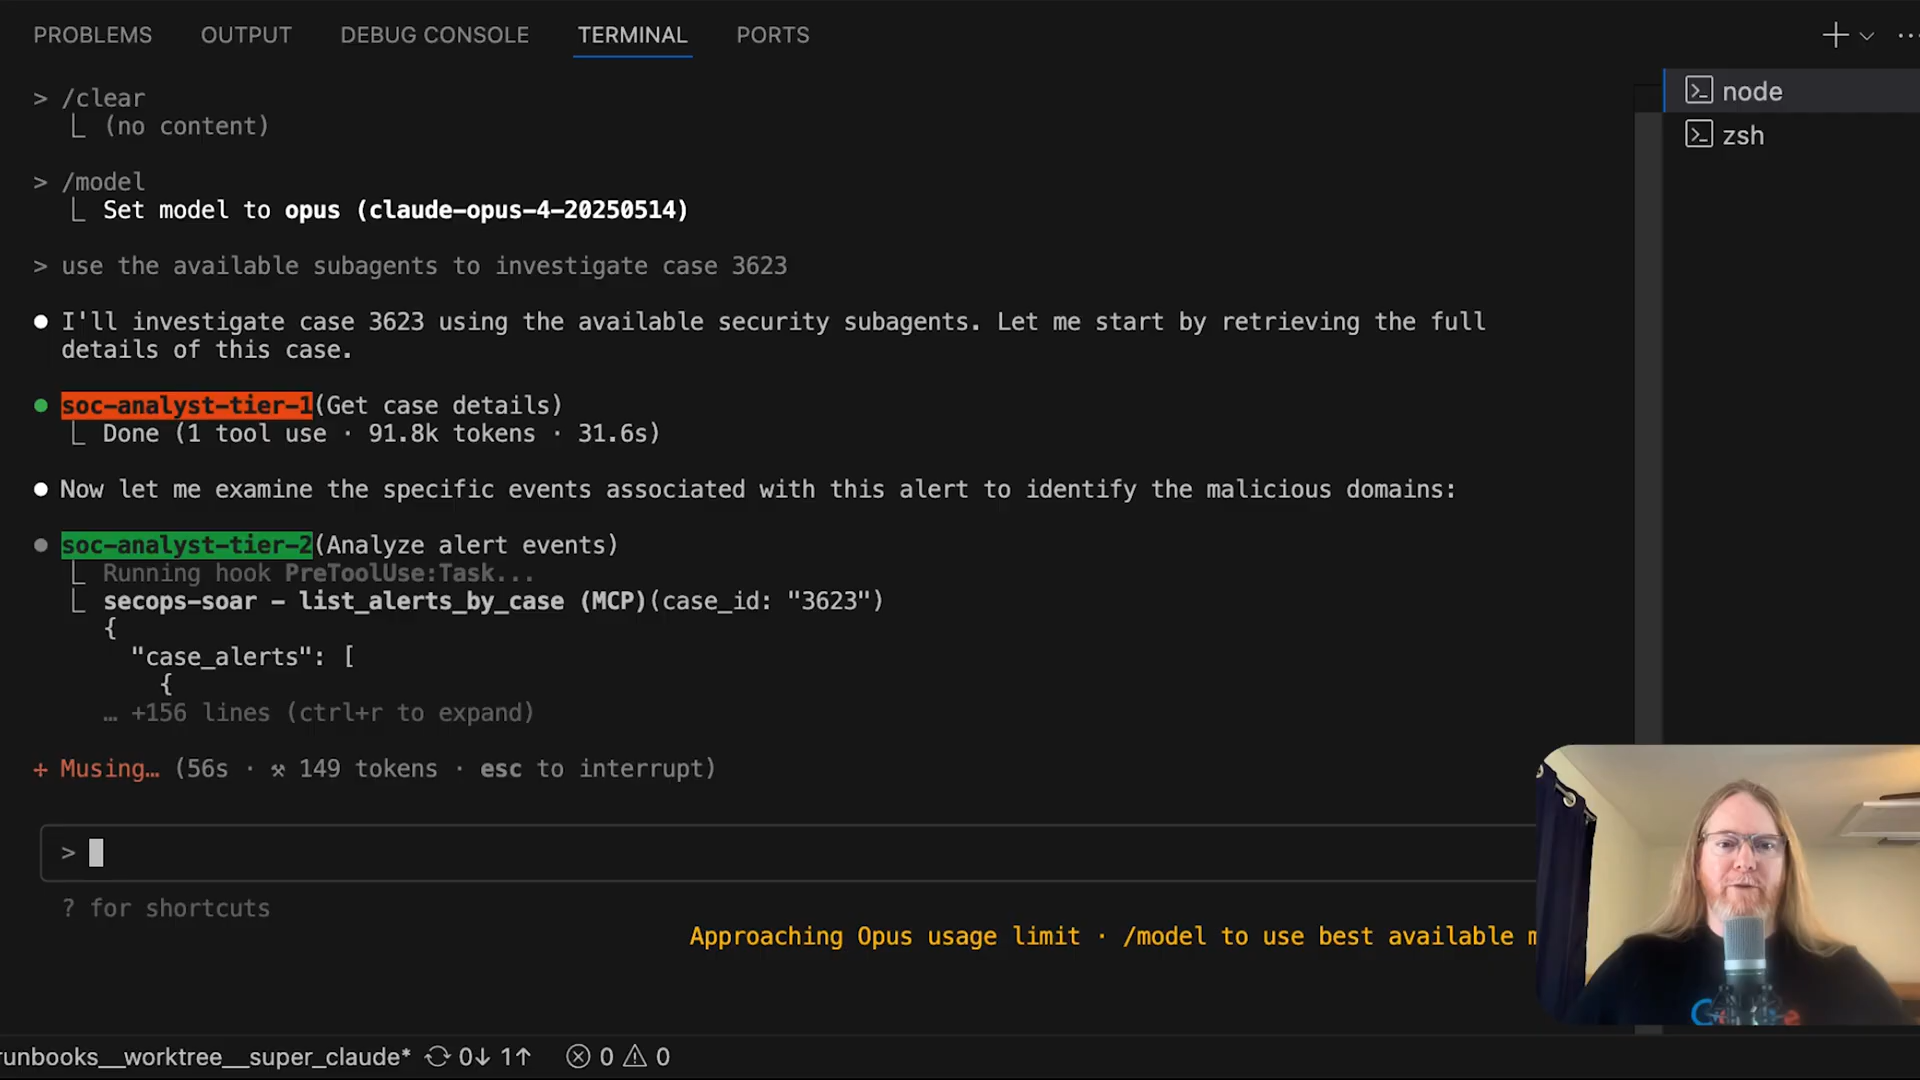 PROBLEMS OUTPUT DEBUG CONSOLE TERMINAL PORTS
> /clear
(no content)
> /model
Set model to opus (claude-opus-4-20250514)
> use the available subagents to investigate case 3623
I'll investigate case 3623 using the available security subagents. Let me start by retrieving the full
details of this case.
soc-analyst-tier-1(Get case details)
Done (1 tool use · 91.8k tokens · 31.6s)
Now let me examine the specific events associated with this alert to identify the malicious domains:
soc-analyst-tier-2(Analyze alert events)
Running hook PreToolUse:Task...
secops-soar - list_alerts_by_case (MCP)(case_id: "3623")
{
"case_alerts": [
{
… +156 lines (ctrl+r to expand)
+ Musing… (56s · ⚒ 149 tokens · esc to interrupt)
>
? for shortcuts
Approaching Opus usage limit · /model to use best available m
node
zsh
runbooks__worktree__super_claude* 0↓ 1↑ 0 0